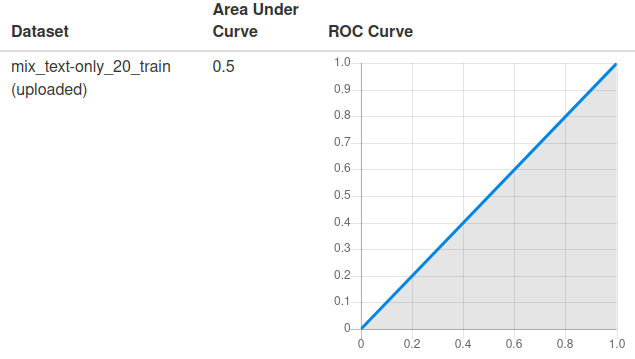 Area Under
Dataset Curve ROC Curve
mix_text-only_20_train 0.5
(uploaded)
1.0
0.9
0.8
0.7
0.6
0.5
0.4
0.3
0.2
0.1
0
0 0.2 0.4 0.6 0.8 1.0